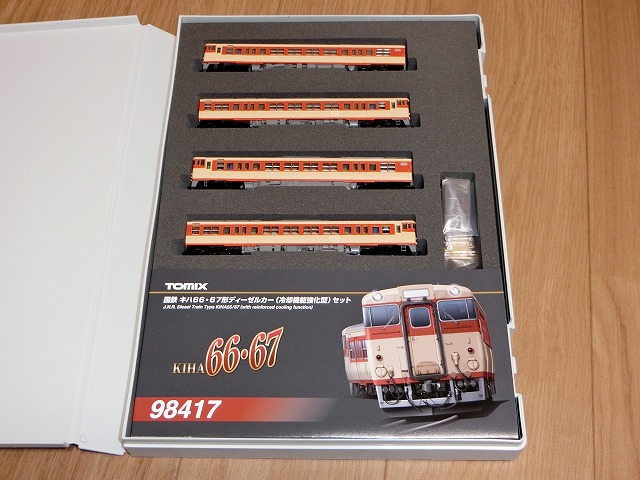 TOMIX
国鉄 キハ66・67形ディーゼルカー(冷却機能強化型)セット
J.N.R. Diesel Train Type KIHA66/67 (with reinforced cooling function)
KIHA 66・67
98417